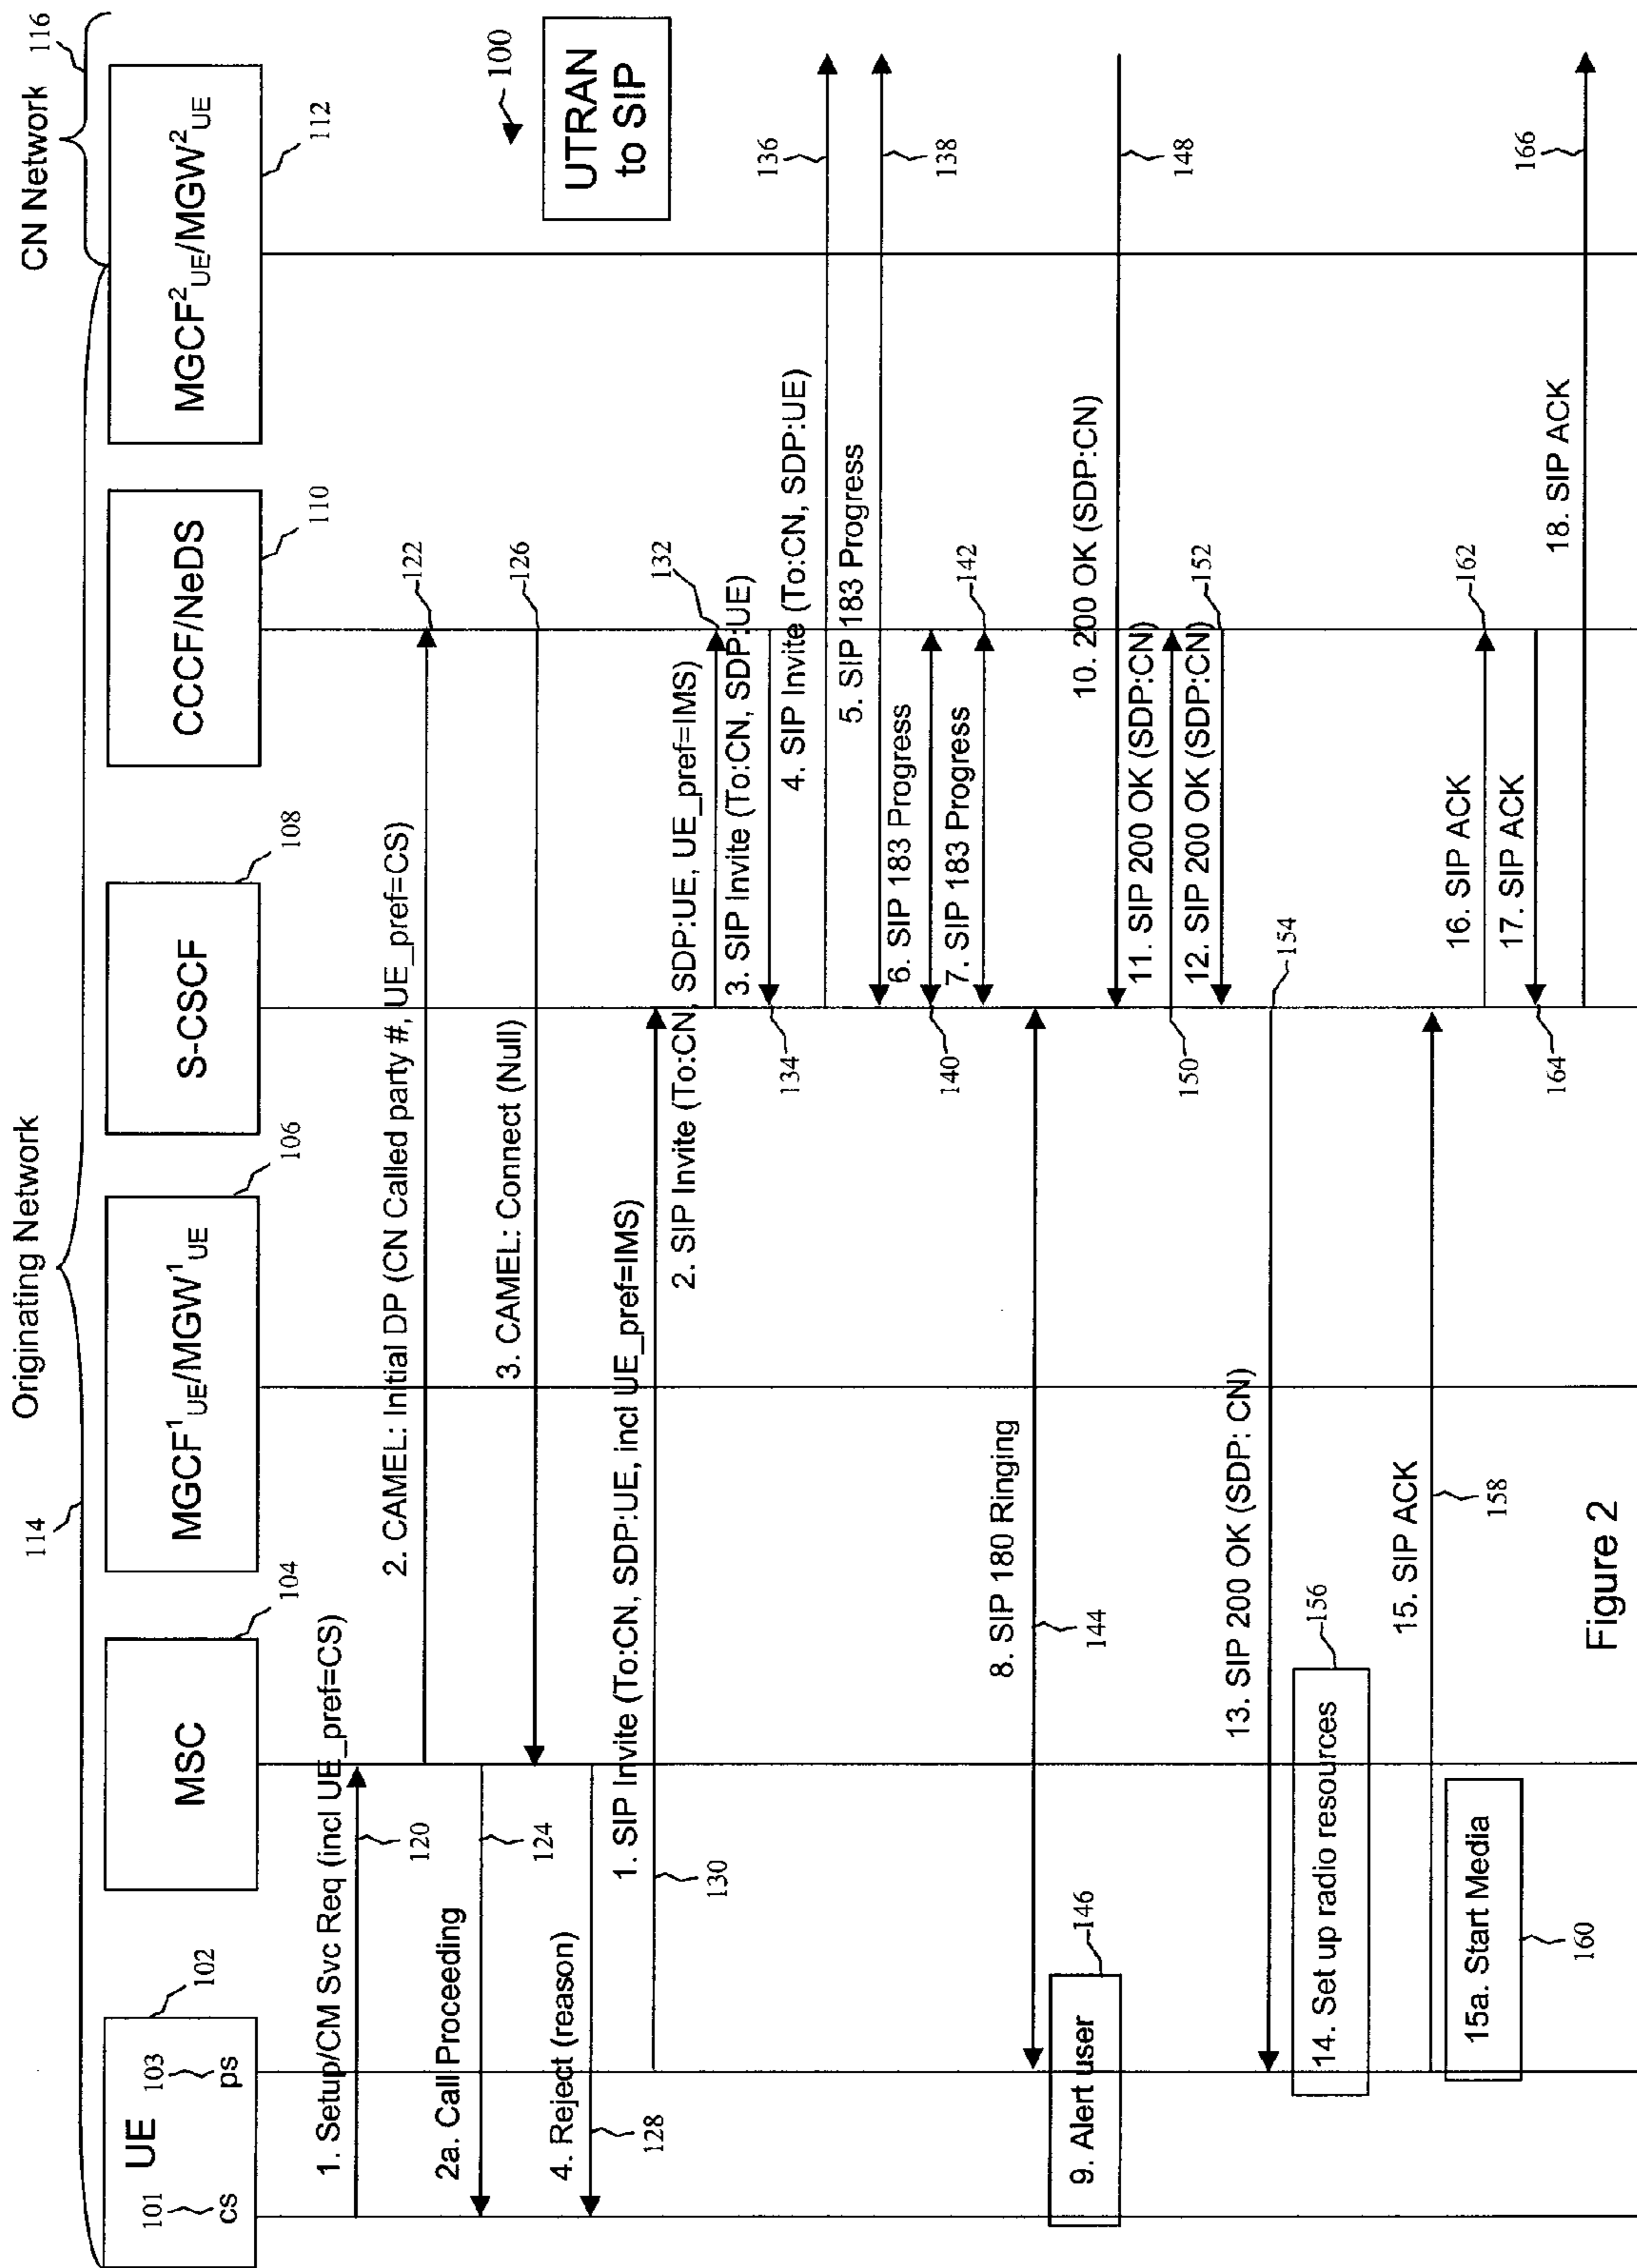 Originating Network
CN Network
114
116
UE
101
103
cs
ps
102
MSC
104
MGCF¹UE/MGW¹UE
106
S-CSCF
108
CCCF/NeDS
110
MGCF²UE/MGW²UE
112
100
UTRAN
to SIP
1. Setup/CM Svc Req (incl UE_pref=CS)
120
2. CAMEL: Initial DP (CN Called party #, UE_pref=CS)
122
2a. Call Proceeding
124
3. CAMEL: Connect (Null)
126
4. Reject (reason)
128
1. SIP Invite (To:CN, SDP:UE, incl UE_pref=IMS)
130
2. SIP Invite (To:CN, SDP:UE, UE_pref=IMS)
132
3. SIP Invite (To:CN, SDP:UE)
134
4. SIP Invite (To:CN, SDP:UE)
136
5. SIP 183 Progress
138
6. SIP 183 Progress
140
7. SIP 183 Progress
142
8. SIP 180 Ringing
144
9. Alert user
146
10. 200 OK (SDP:CN)
148
11. SIP 200 OK (SDP:CN)
150
12. SIP 200 OK (SDP:CN)
152
13. SIP 200 OK (SDP: CN)
154
14. Set up radio resources
156
15. SIP ACK
158
15a. Start Media
160
16. SIP ACK
162
17. SIP ACK
164
18. SIP ACK
166
Figure 2